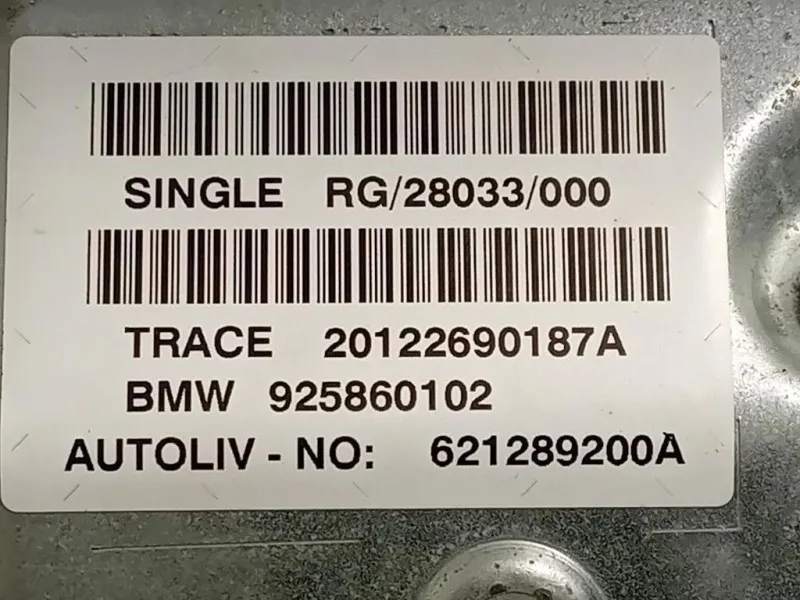 SINGLE RG/28033/000
TRACE 20122690187A
BMW 925860102
AUTOLIV - NO: 621289200A